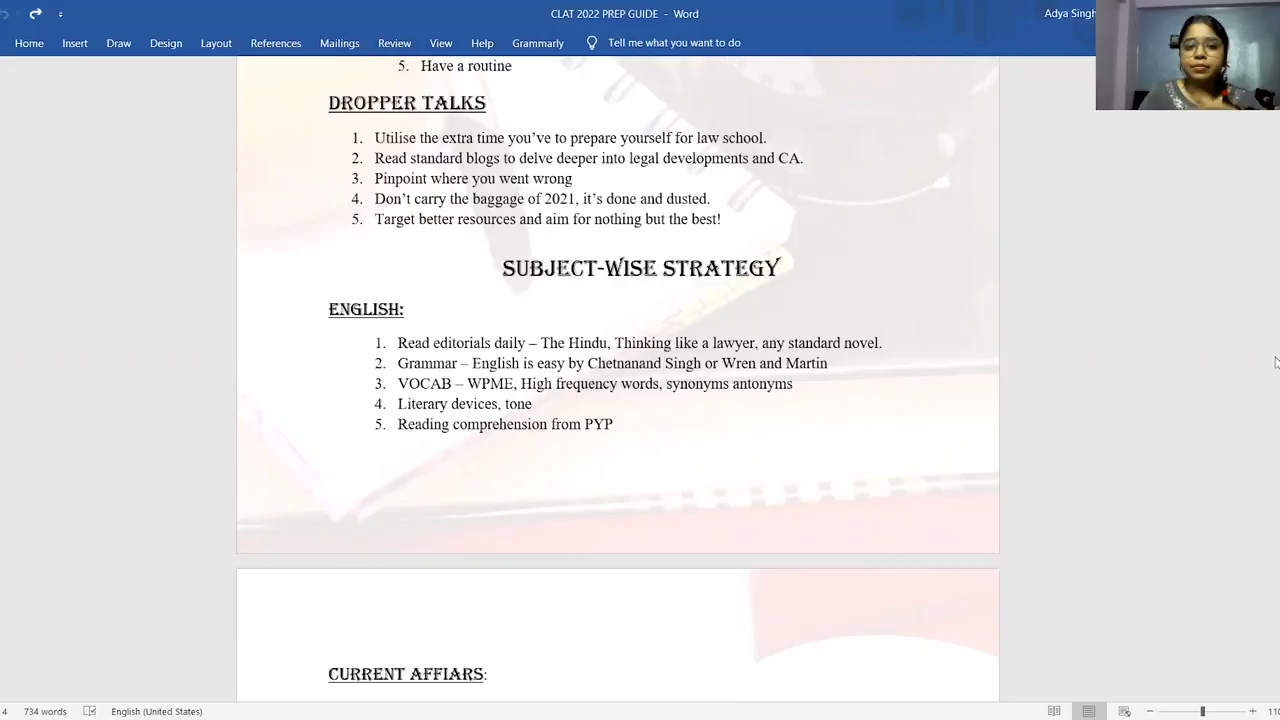 CLAT 2022 PREP GUIDE - Word
Adya Singh
Home Insert Draw Design Layout References Mailings Review View Help Grammarly Tell me what you want to do
5. Have a routine
DROPPER TALKS
1. Utilise the extra time you've to prepare yourself for law school.
2. Read standard blogs to delve deeper into legal developments and CA.
3. Pinpoint where you went wrong
4. Don't carry the baggage of 2021, it's done and dusted.
5. Target better resources and aim for nothing but the best!
SUBJECT-WISE STRATEGY
ENGLISH:
1. Read editorials daily – The Hindu, Thinking like a lawyer, any standard novel.
2. Grammar – English is easy by Chetnanand Singh or Wren and Martin
3. VOCAB – WPME, High frequency words, synonyms antonyms
4. Literary devices, tone
5. Reading comprehension from PYP
CURRENT AFFIARS:
4 734 words English (United States) 110